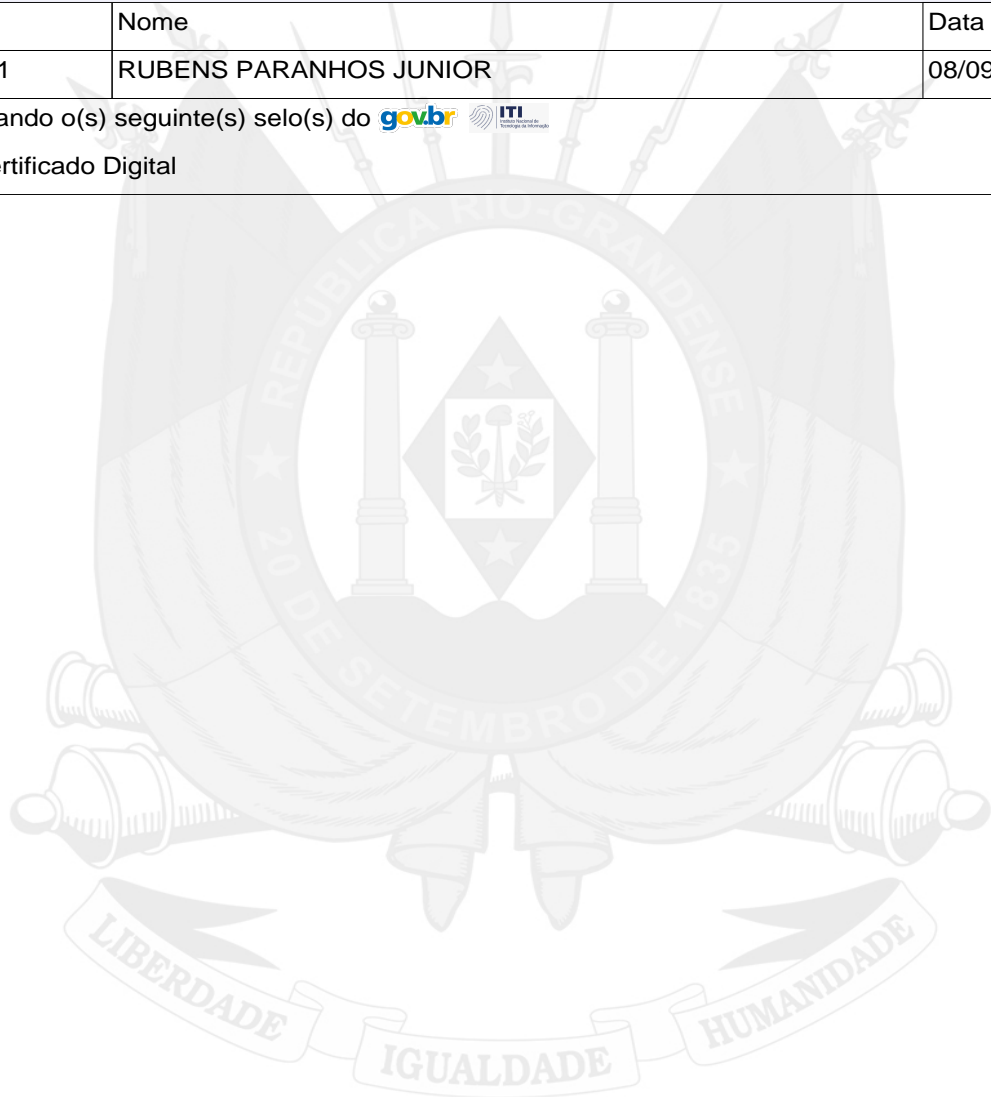 Nome Data
1 RUBENS PARANHOS JUNIOR 08/09
ando o(s) seguinte(s) selo(s) do gov.br ITI
ertificado Digital
REPÚBLICA RIO-GRANDENSE
20 DE SETEMBRO DE 1835
LIBERDADE IGUALDADE HUMANIDADE